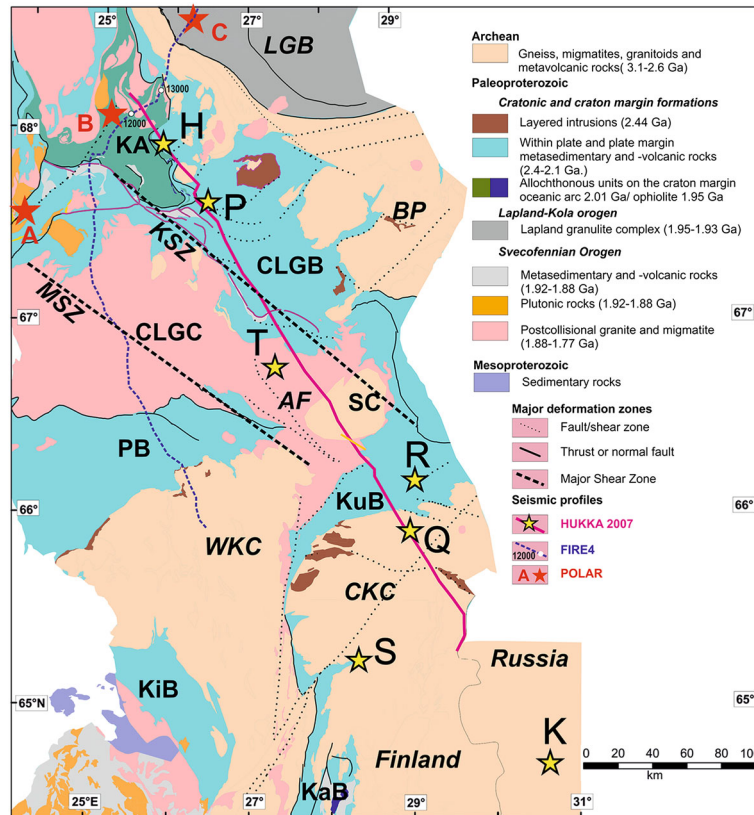 25°
27°
29°
C
LGB
13000
12000
B
68°
H
KA
P
BP
A
KSZ
CLGB
MSZ
67°
67°
CLGC
T
AF
SC
PB
R
KuB
66°
66°
WKC
Q
CKC
S
Russia
65°N
65°
KiB
K
Finland
KaB
25°E
27°
29°
31°
Archean
Gneiss, migmatites, granitoids and
metavolcanic rocks( 3.1-2.6 Ga)
Paleoproterozoic
Cratonic and craton margin formations
Layered intrusions (2.44 Ga)
Within plate and plate margin
metasedimentary and -volcanic rocks
(2.4-2.1 Ga.)
Allochthonous units on the craton margin
oceanic arc 2.01 Ga/ ophiolite 1.95 Ga
Lapland-Kola orogen
Lapland granulite complex (1.95-1.93 Ga)
Svecofennian Orogen
Metasedimentary and -volcanic rocks
(1.92-1.88 Ga)
Plutonic rocks (1.92-1.88 Ga)
Postcollisional granite and migmatite
(1.88-1.77 Ga)
Mesoproterozoic
Sedimentary rocks
Major deformation zones
Fault/shear zone
Thrust or normal fault
Major Shear Zone
Seismic profiles
HUKKA 2007
12000 FIRE4
A POLAR
0 20 40 60 80 100
km